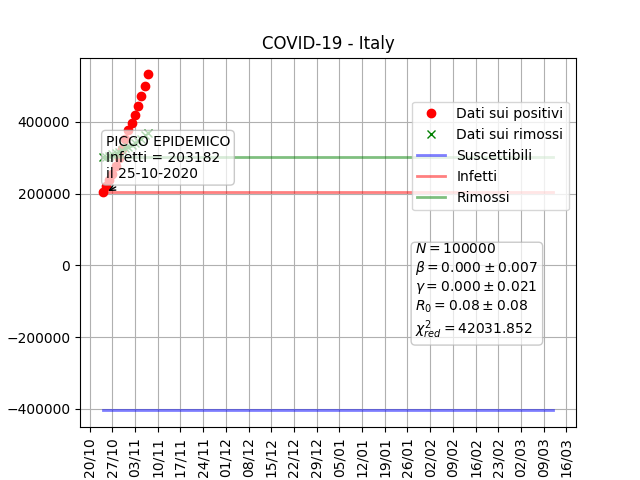 COVID-19 - Italy
400000
200000
0
−200000
−400000
PICCO EPIDEMICO
Infetti = 203182
il 25-10-2020
Dati sui positivi
Dati sui rimossi
Suscettibili
Infetti
Rimossi
N = 100000
β = 0.000 ± 0.007
γ = 0.000 ± 0.021
R₀ = 0.08 ± 0.08
χ²red = 42031.852
20/10
27/10
03/11
10/11
17/11
24/11
01/12
08/12
15/12
22/12
29/12
05/01
12/01
19/01
26/01
02/02
09/02
16/02
23/02
02/03
09/03
16/03